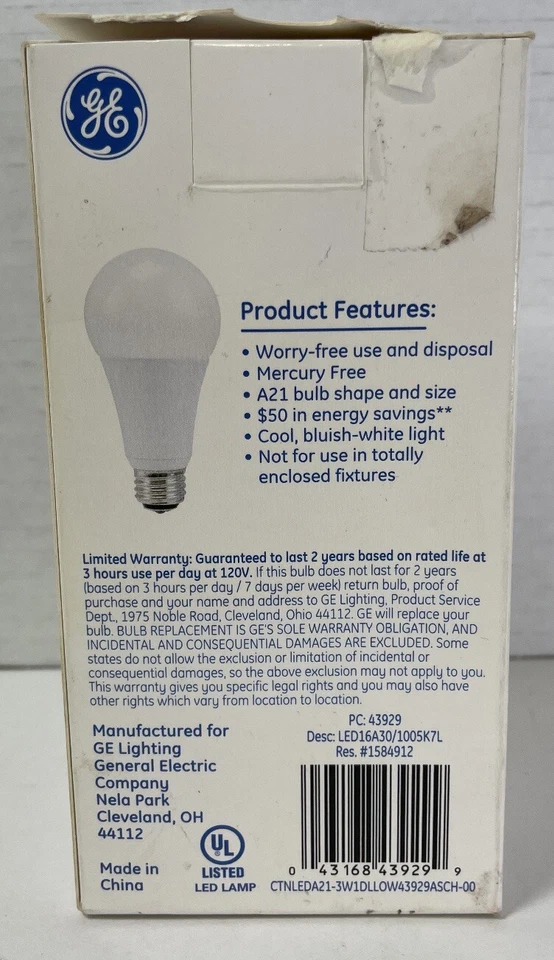 GE
Product Features:
• Worry-free use and disposal
• Mercury Free
• A21 bulb shape and size
• $50 in energy savings**
• Cool, bluish-white light
• Not for use in totally
enclosed fixtures
Limited Warranty: Guaranteed to last 2 years based on rated life at
3 hours use per day at 120V. If this bulb does not last for 2 years
(based on 3 hours per day / 7 days per week) return bulb, proof of
purchase and your name and address to GE Lighting, Product Service
Dept., 1975 Noble Road, Cleveland, Ohio 44112. GE will replace your
bulb. BULB REPLACEMENT IS GE'S SOLE WARRANTY OBLIGATION, AND
INCIDENTAL AND CONSEQUENTIAL DAMAGES ARE EXCLUDED. Some
states do not allow the exclusion or limitation of incidental or
consequential damages, so the above exclusion may not apply to you.
This warranty gives you specific legal rights and you may also have
other rights which vary from location to location.
Manufactured for
GE Lighting
General Electric
Company
Nela Park
Cleveland, OH
44112
Made in
China
UL
LISTED
LED LAMP
PC: 43929
Desc: LED16A30/1005K7L
Res. #1584912
0 43168 43929 9
CTNLEDA21-3W1DLLOW43929ASCH-00